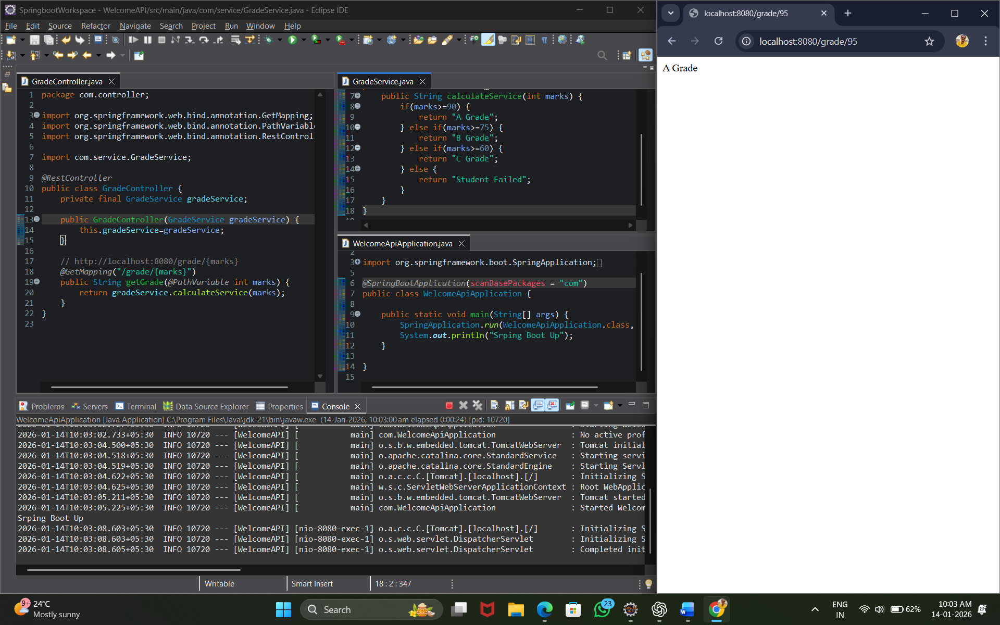 SpringbootWorkspace - WelcomeAPI/src/main/java/com/service/GradeService.java - Eclipse IDE
File Edit Source Refactor Navigate Search Project Run Window Help
GradeController.java
1 package com.controller;
2
3 import org.springframework.web.bind.annotation.GetMapping;
4 import org.springframework.web.bind.annotation.PathVariabl
5 import org.springframework.web.bind.annotation.RestControl
6
7 import com.service.GradeService;
8
9 @RestController
10 public class GradeController {
11 private final GradeService gradeService;
12
13 public GradeController(GradeService gradeService) {
14 this.gradeService=gradeService;
15 }
16
17 // http://localhost:8080/grade/{marks}
18 @GetMapping("/grade/{marks}")
19 public String getGrade(@PathVariable int marks) {
20 return gradeService.calculateService(marks);
21 }
22 }
23
GradeService.java
7 public String calculateService(int marks) {
8 if(marks>=90) {
9 return "A Grade";
10 } else if(marks>=75) {
11 return "B Grade";
12 } else if(marks>=60) {
13 return "C Grade";
14 } else {
15 return "Student Failed";
16 }
17 }
18 }
WelcomeApiApplication.java
2
3 import org.springframework.boot.SpringApplication;
5
6 @SpringBootApplication(scanBasePackages = "com")
7 public class WelcomeApiApplication {
8
9 public static void main(String[] args) {
10 SpringApplication.run(WelcomeApiApplication.class,
11 System.out.println("Srping Boot Up");
12 }
13
14 }
15
Problems Servers Terminal Data Source Explorer Properties Console
WelcomeApiApplication [Java Application] C:\Program Files\Java\jdk-21\bin\javaw.exe (14-Jan-2026, 10:03:00 am elapsed 0:00:24) [pid: 10720]
2026-01-14T10:03:02.733+05:30 INFO 10720 --- [WelcomeAPI] [ main] com.WelcomeApiApplication : No active prof
2026-01-14T10:03:04.500+05:30 INFO 10720 --- [WelcomeAPI] [ main] o.s.b.w.embedded.tomcat.TomcatWebServer : Tomcat initial
2026-01-14T10:03:04.518+05:30 INFO 10720 --- [WelcomeAPI] [ main] o.apache.catalina.core.StandardService : Starting servi
2026-01-14T10:03:04.519+05:30 INFO 10720 --- [WelcomeAPI] [ main] o.apache.catalina.core.StandardEngine : Starting Servl
2026-01-14T10:03:04.622+05:30 INFO 10720 --- [WelcomeAPI] [ main] o.a.c.c.C.[Tomcat].[localhost].[/] : Initializing S
2026-01-14T10:03:04.625+05:30 INFO 10720 --- [WelcomeAPI] [ main] w.s.c.ServletWebServerApplicationContext : Root WebApplic
2026-01-14T10:03:05.211+05:30 INFO 10720 --- [WelcomeAPI] [ main] o.s.b.w.embedded.tomcat.TomcatWebServer : Tomcat started
2026-01-14T10:03:05.225+05:30 INFO 10720 --- [WelcomeAPI] [ main] com.WelcomeApiApplication : Started Welcom
Srping Boot Up
2026-01-14T10:03:08.603+05:30 INFO 10720 --- [WelcomeAPI] [nio-8080-exec-1] o.a.c.c.C.[Tomcat].[localhost].[/] : Initializing S
2026-01-14T10:03:08.603+05:30 INFO 10720 --- [WelcomeAPI] [nio-8080-exec-1] o.s.web.servlet.DispatcherServlet : Initializing S
2026-01-14T10:03:08.605+05:30 INFO 10720 --- [WelcomeAPI] [nio-8080-exec-1] o.s.web.servlet.DispatcherServlet : Completed init
Writable Smart Insert 18 : 2 : 347
localhost:8080/grade/95
localhost:8080/grade/95
A Grade
9+ 24°C
Mostly sunny
Search
23
ENG
IN
62%
10:03 AM
14-01-2026